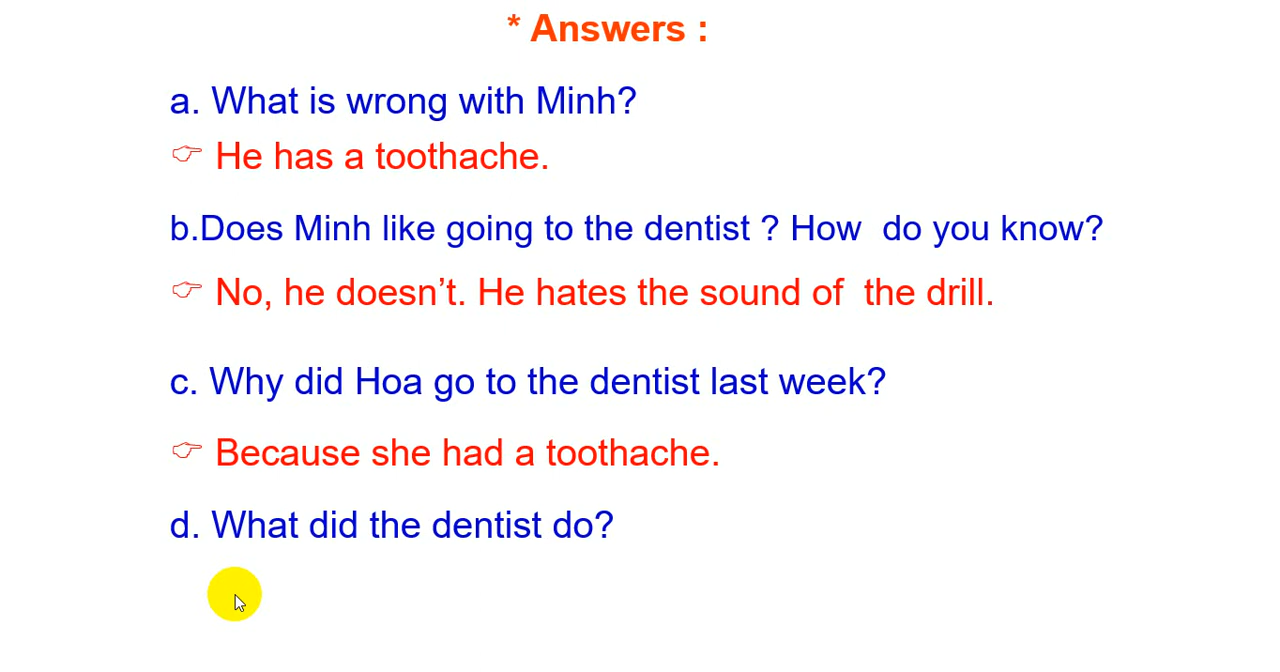 * Answers :
a. What is wrong with Minh?
☞ He has a toothache.
b.Does Minh like going to the dentist ? How do you know?
☞ No, he doesn’t. He hates the sound of the drill.
c. Why did Hoa go to the dentist last week?
☞ Because she had a toothache.
d. What did the dentist do?